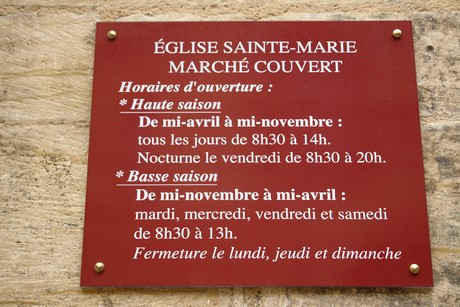 ÉGLISE SAINTE-MARIE
MARCHÉ COUVERT
Horaires d'ouverture :
* Haute saison
De mi-avril à mi-novembre :
tous les jours de 8h30 à 14h.
Nocturne le vendredi de 8h30 à 20h.
* Basse saison
De mi-novembre à mi-avril :
mardi, mercredi, vendredi et samedi
de 8h30 à 13h.
Fermeture le lundi, jeudi et dimanche